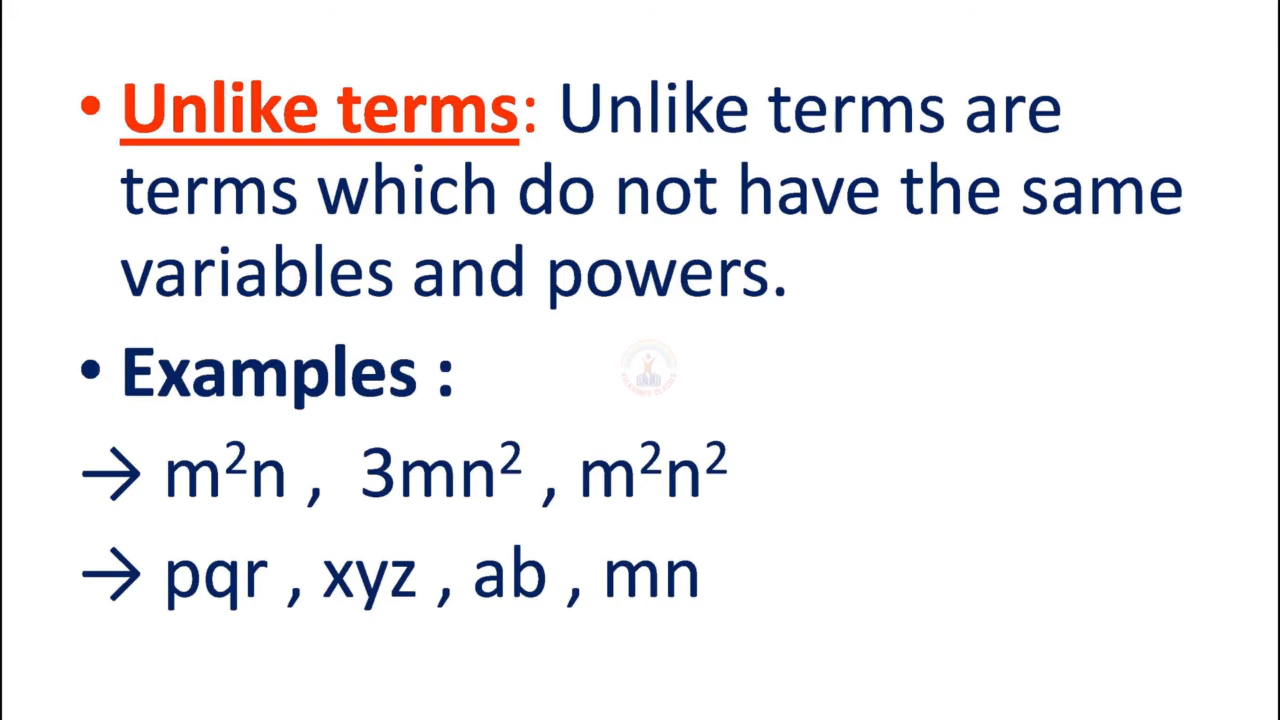 • Unlike terms: Unlike terms are
terms which do not have the same
variables and powers.
• Examples :
→ m²n , 3mn² , m²n²
→ pqr , xyz , ab , mn